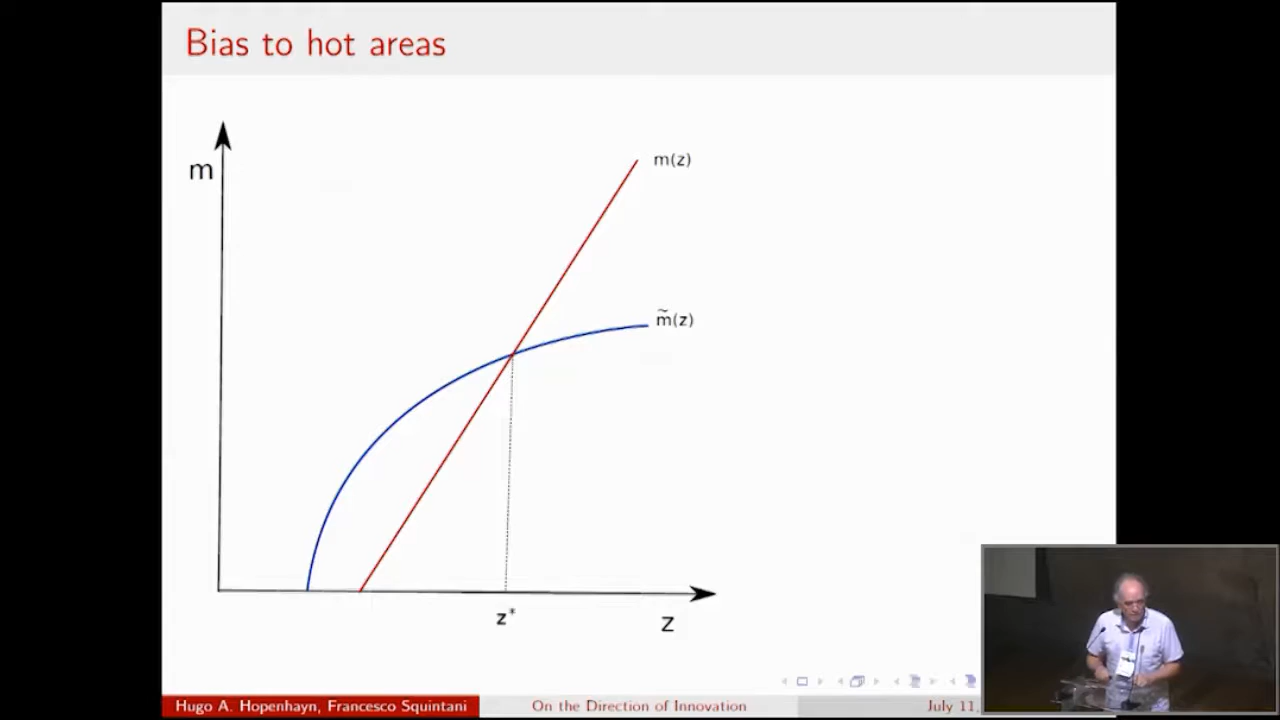 Bias to hot areas
m
m(z)
m̃(z)
z*
z
Hugo A. Hopenhayn, Francesco Squintani
On the Direction of Innovation
July 11,